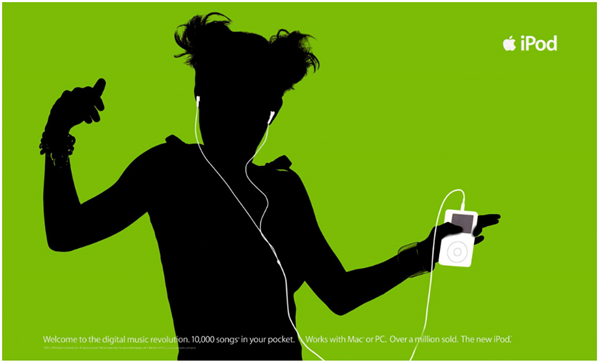 iPod
Welcome to the digital music revolution. 10,000 songs* in your pocket. Works with Mac or PC. Over a million sold. The new iPod.